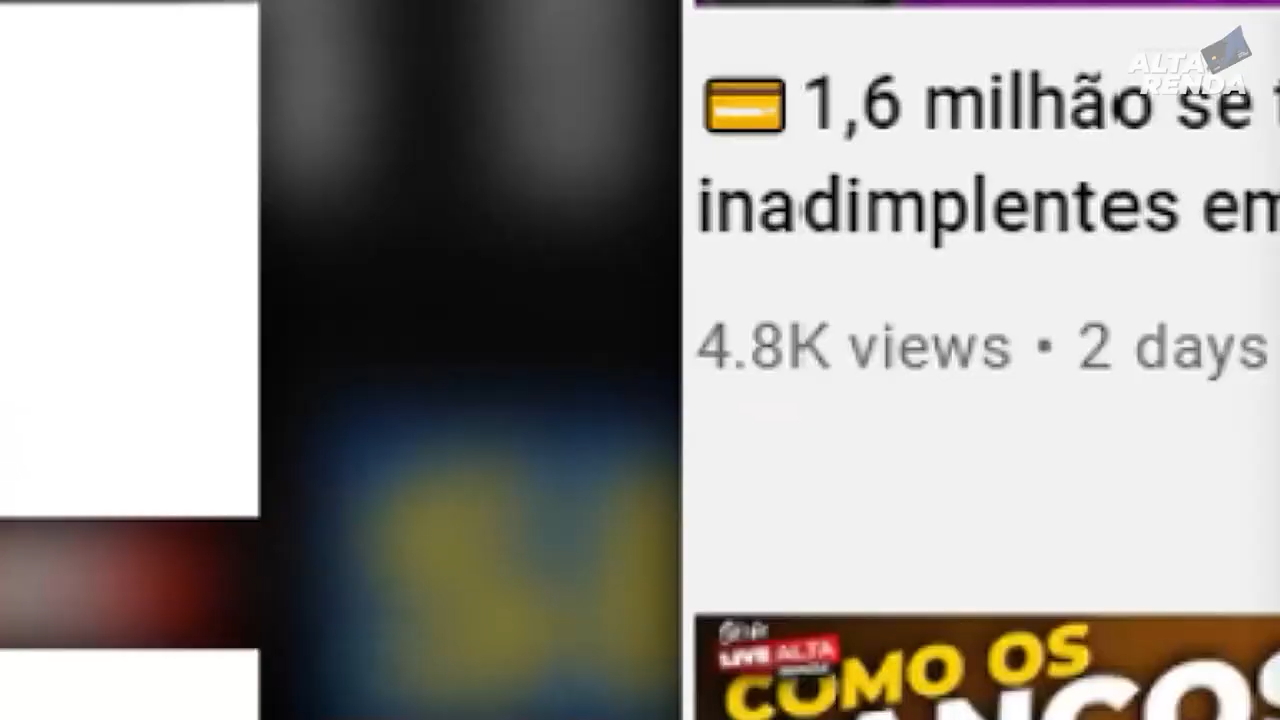 ALTA
RENDA
1,6 milhão se
inadimplentes em
4.8K views • 2 days
LIVE ALTA
COMO OS